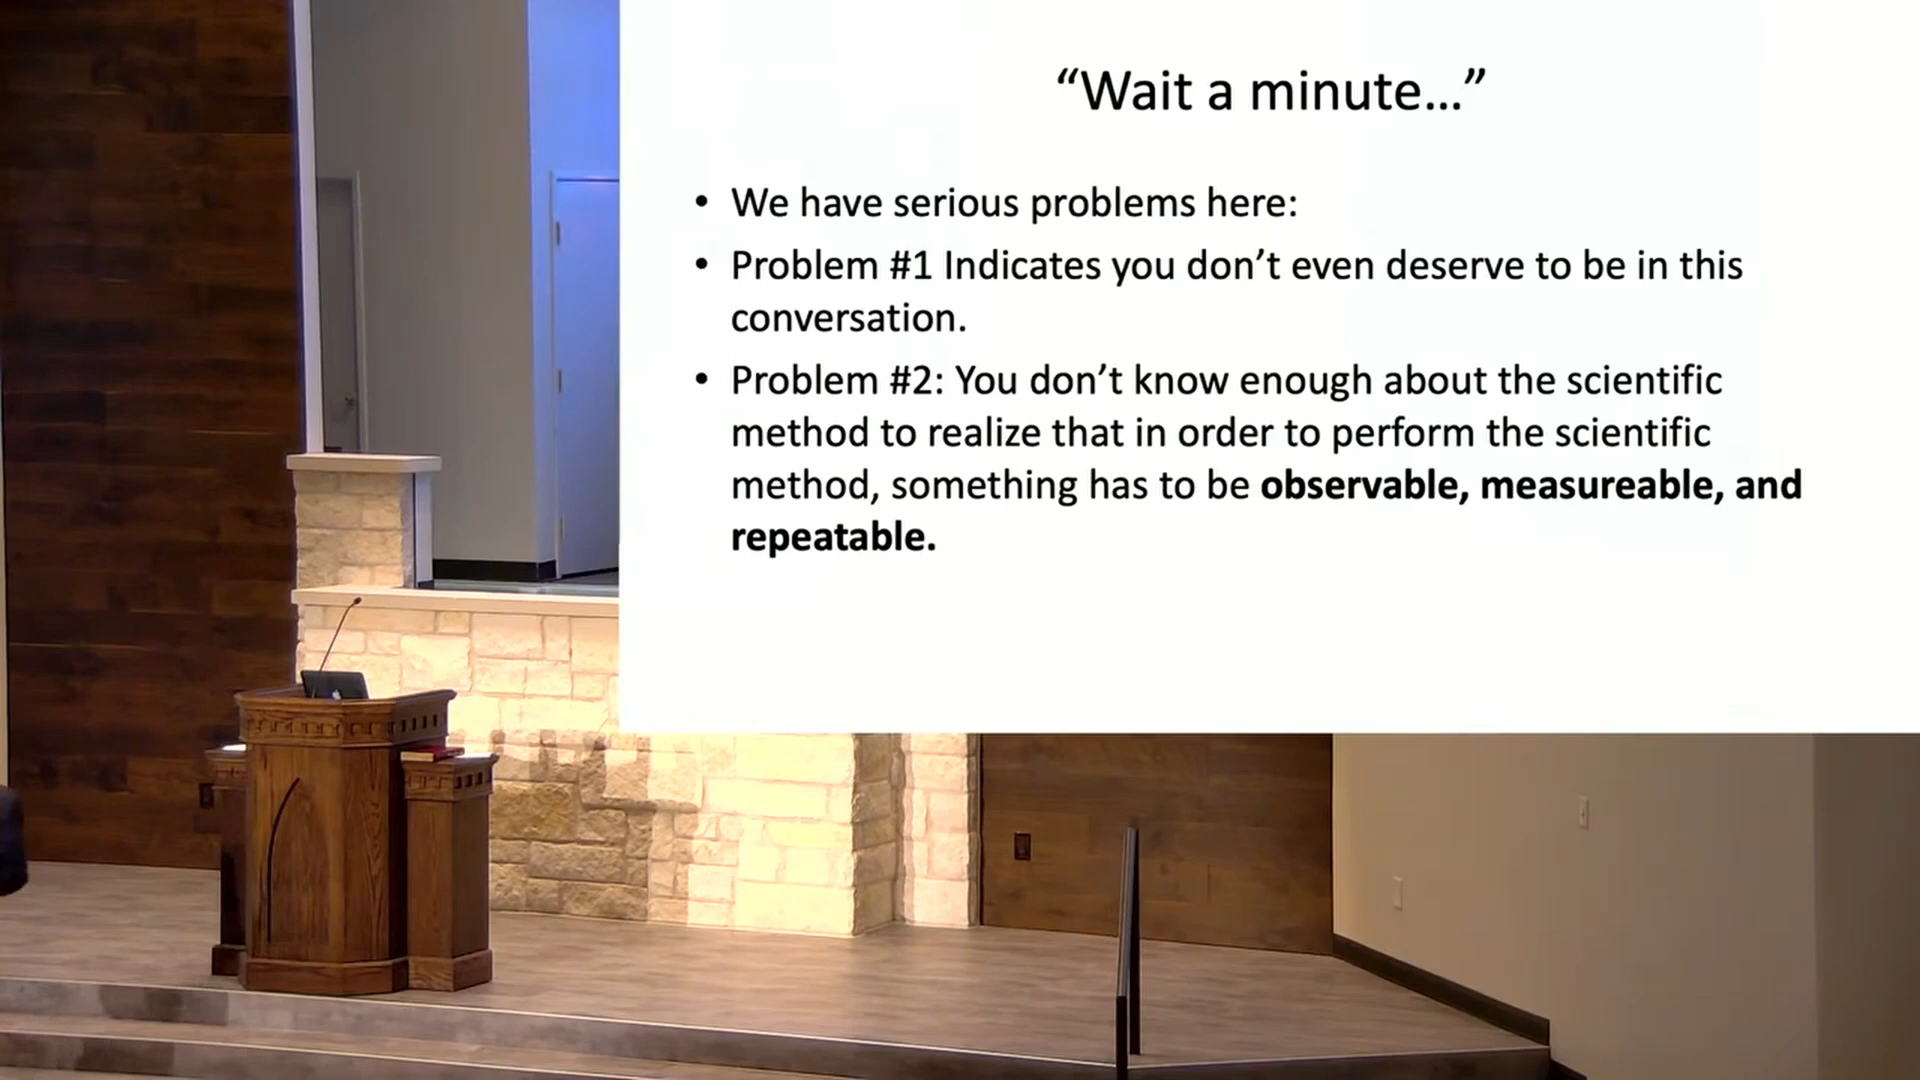 “Wait a minute...”
• We have serious problems here:
• Problem #1 Indicates you don’t even deserve to be in this
conversation.
• Problem #2: You don’t know enough about the scientific
method to realize that in order to perform the scientific
method, something has to be observable, measureable, and
repeatable.